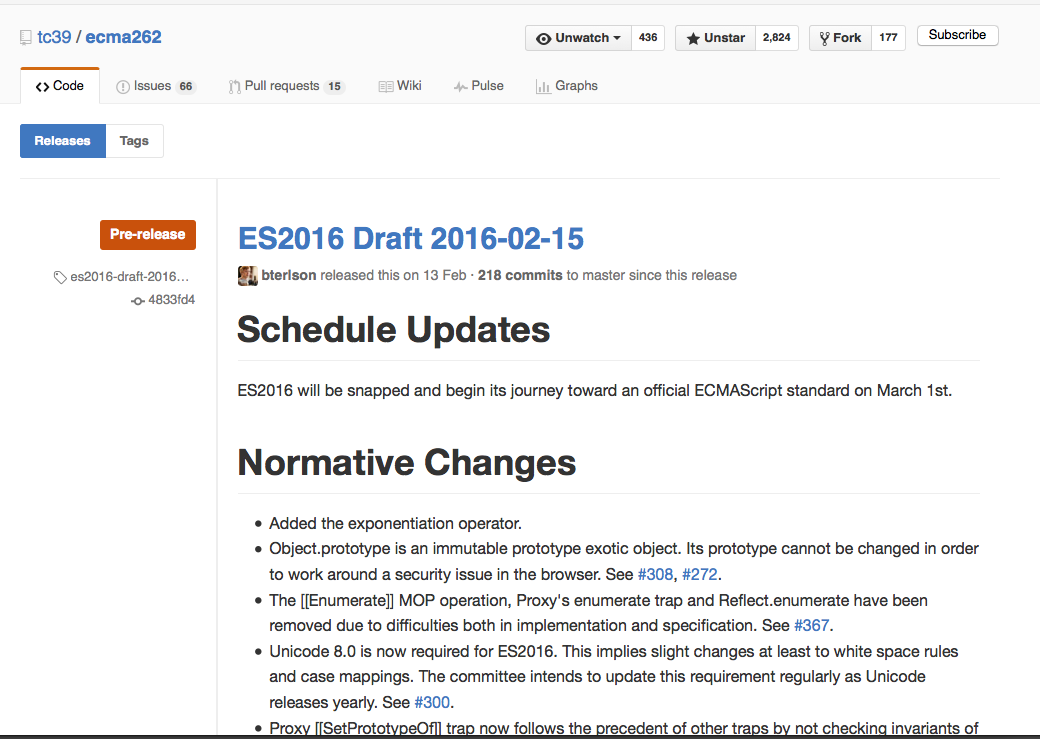 tc39 / ecma262
Unwatch 436
Unstar 2,824
Fork 177
Subscribe
Code
Issues 66
Pull requests 15
Wiki
Pulse
Graphs
Releases
Tags
Pre-release
es2016-draft-2016…
4833fd4
ES2016 Draft 2016-02-15
bterlson released this on 13 Feb · 218 commits to master since this release
Schedule Updates
ES2016 will be snapped and begin its journey toward an official ECMAScript standard on March 1st.
Normative Changes
• Added the exponentiation operator.
• Object.prototype is an immutable prototype exotic object. Its prototype cannot be changed in order
to work around a security issue in the browser. See #308, #272.
• The [[Enumerate]] MOP operation, Proxy's enumerate trap and Reflect.enumerate have been
removed due to difficulties both in implementation and specification. See #367.
• Unicode 8.0 is now required for ES2016. This implies slight changes at least to white space rules
and case mappings. The committee intends to update this requirement regularly as Unicode
releases yearly. See #300.
• Proxy [[SetPrototypeOf]] trap now follows the precedent of other traps by not checking invariants of